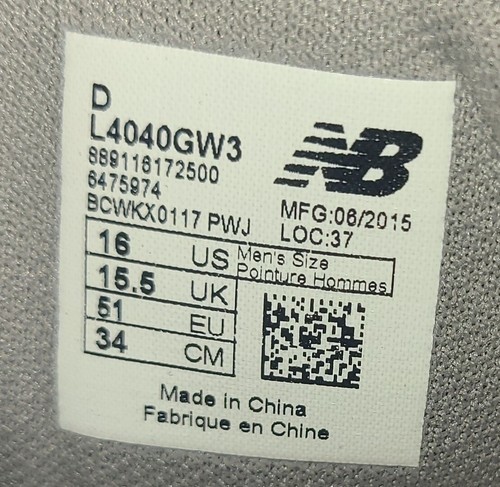 D
L4040GW3
889116172500
6475974
BCWKX0117 PWJ
NB
MFG:06/2015
LOC:37
16 US
Men's Size
Pointure Hommes
15.5 UK
51 EU
34 CM
Made in China
Fabrique en Chine